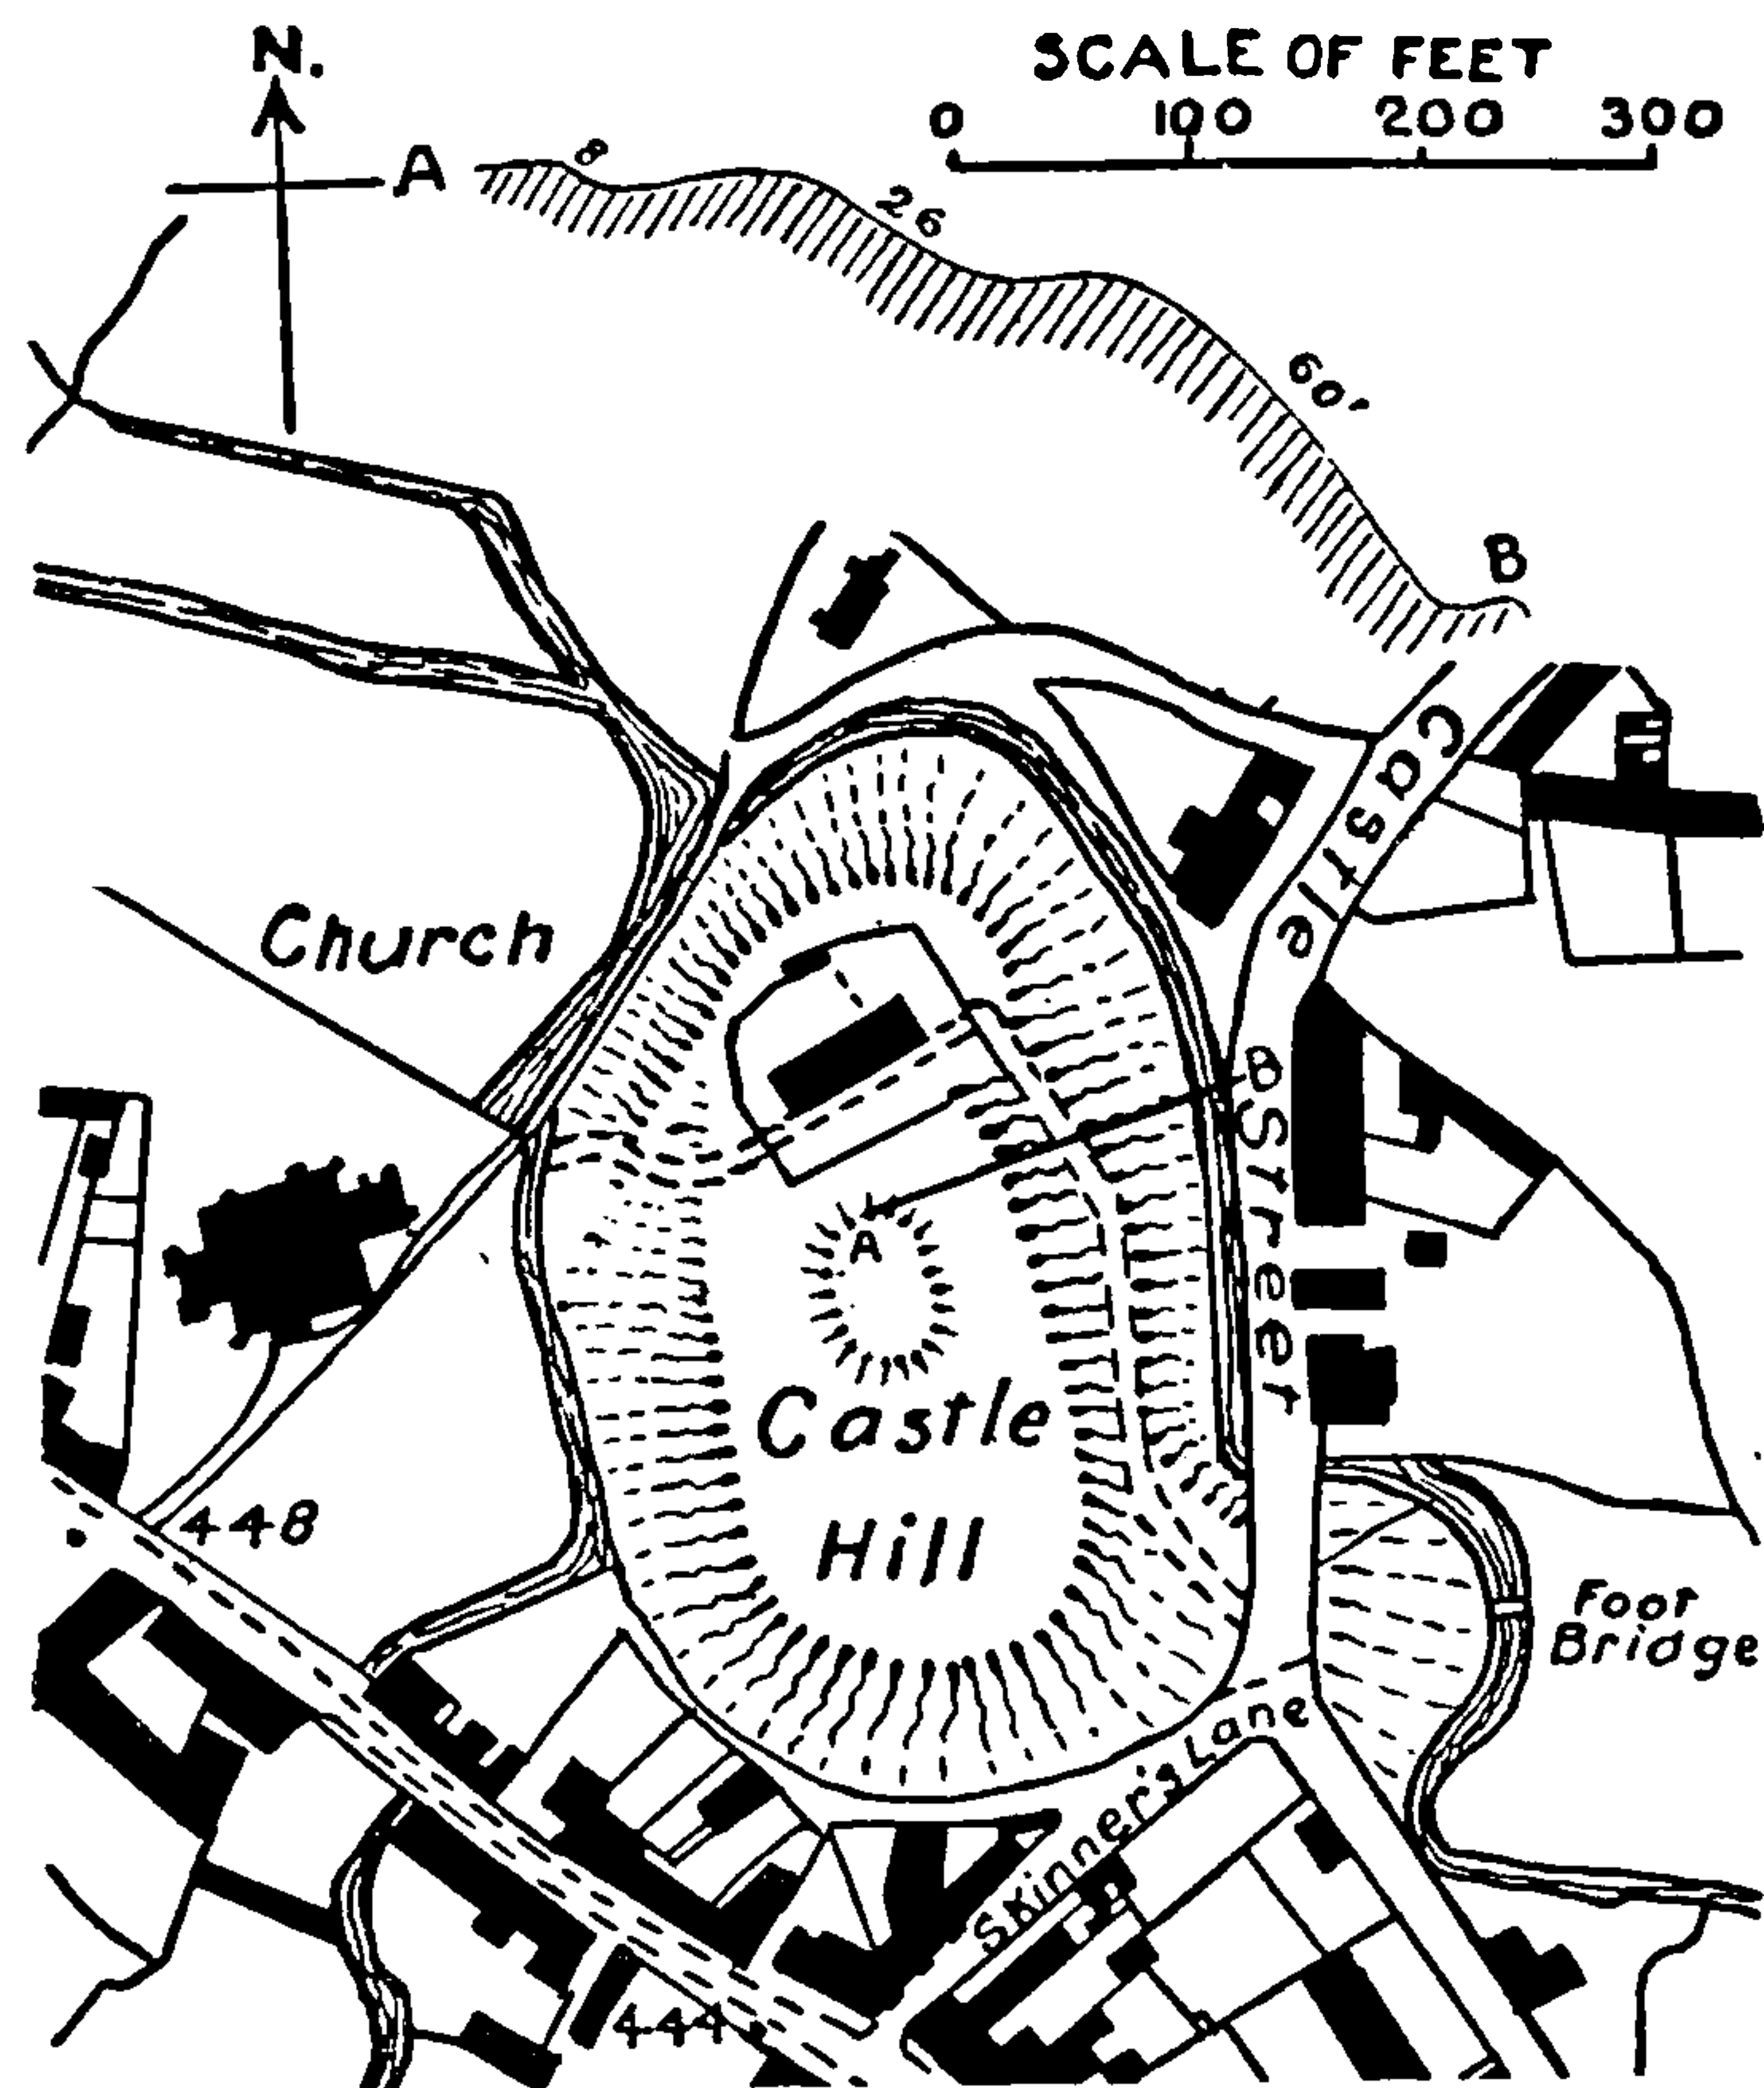 N.
SCALE OF FEET
0 100 200 300
A
8
26
60'
B
Castle
Street
B
Church
A
Castle
Hill
448
Foot
Bridge
Skinner's Lane
444